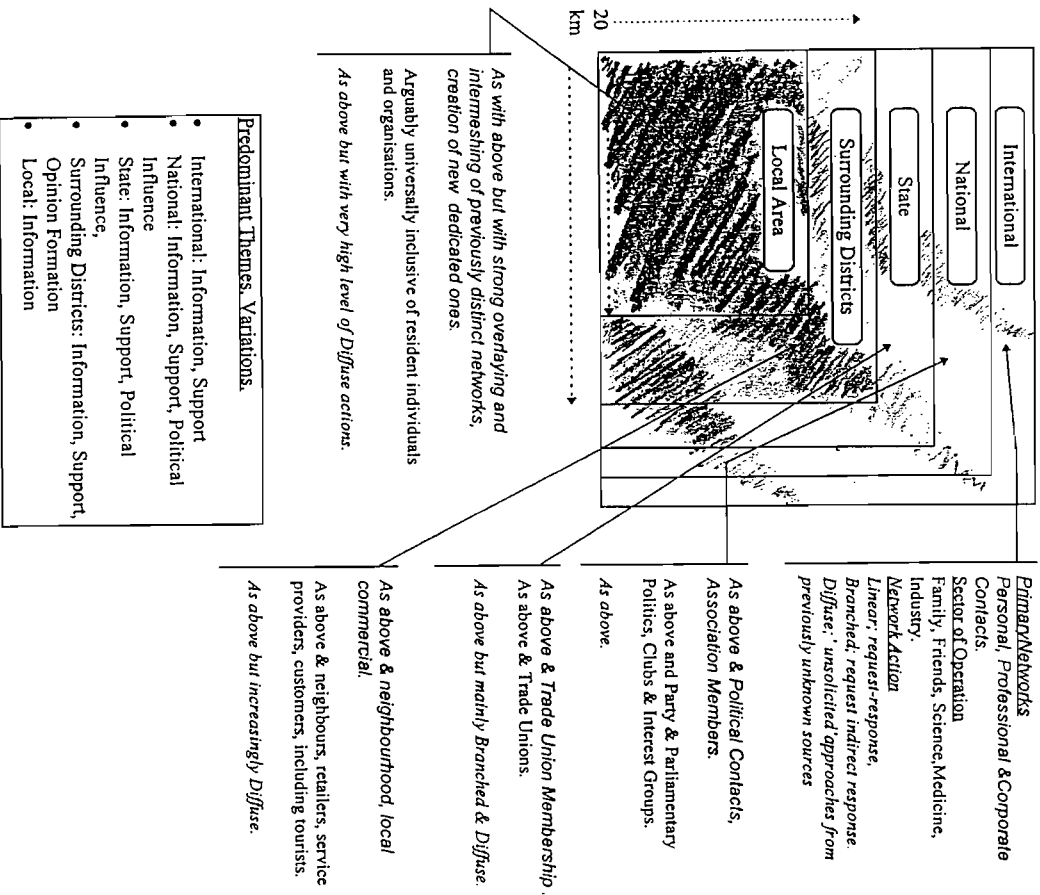 International
National
State
Surrounding Districts
Local Area
20
km
PrimaryNetworks
Personal, Professional &Corporate
Contacts.
Sector of Operation
Family, Friends, Science,Medicine,
Industry.
Network Action
Linear; request-response,
Branched; request indirect response.
Diffuse;' unsolicited'approaches from
previously unknown sources
As above & Political Contacts,
Association Members.
As above and Party & Parliamentary
Politics, Clubs & Interest Groups.
As above.
As above & Trade Union Membership .
As above & Trade Unions.
As above but mainly Branched & Diffuse.
As above & neighbourhood, local
commercial.
As above & neighbours, retailers, service
providers, customers, including tourists.
As above but increasingly Diffuse.
As with above but with strong overlaying and
intermeshing of previously distinct networks,
creation of new dedicated ones.
Arguably universally inclusive of resident individuals
and organisations.
As above but with very high level of Diffuse actions.
Predominant Themes, Variations.
• International: Information, Support
• National: Information, Support, Political
Influence
• State: Information, Support, Political
Influence,
• Surrounding Districts: Information, Support,
Opinion Formation
• Local: Information